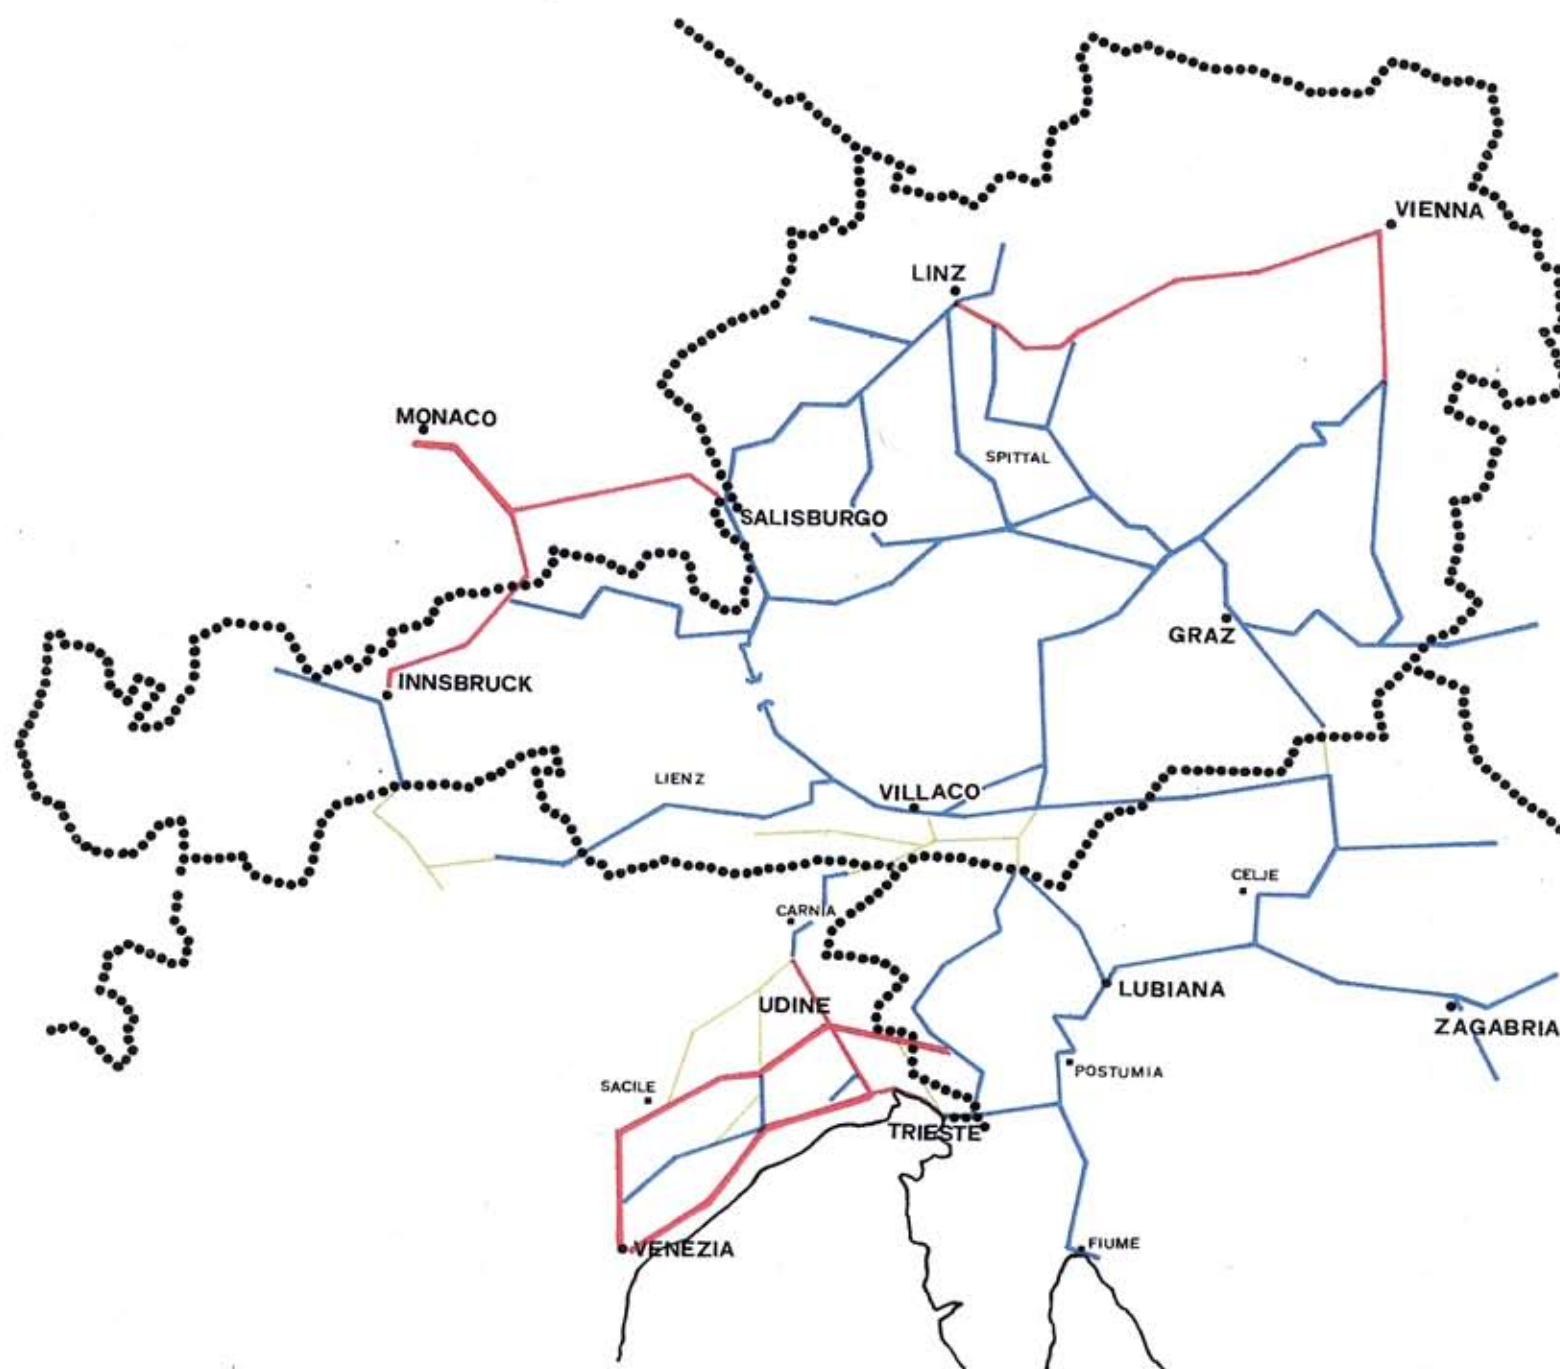 VIENNA
LINZ
MONACO
SPITTAL
SALISBURGO
GRAZ
INNSBRUCK
LIENZ
VILLACO
CELJE
CARNIA
LUBIANA
UDINE
ZAGABRIA
POSTUMIA
SACILE
TRIESTE
FIUME
VENEZIA